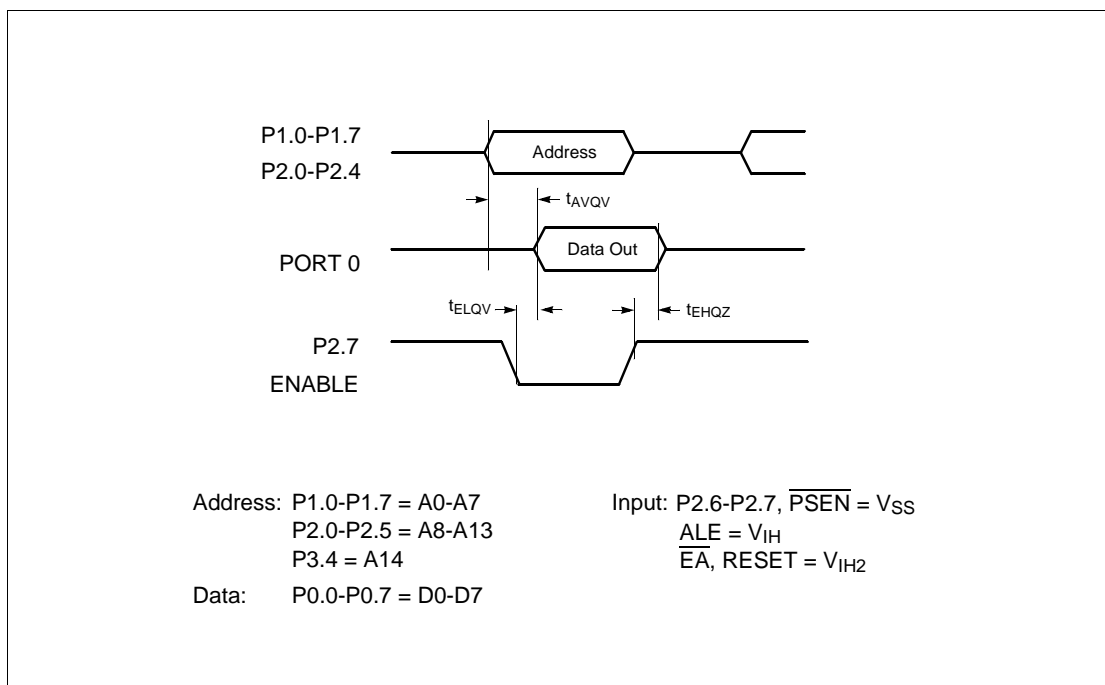 P1.0-P1.7
P2.0-P2.4
Address
tAVQV
PORT 0
Data Out
tELQV
tEHQZ
P2.7
ENABLE
Address: P1.0-P1.7 = A0-A7
P2.0-P2.5 = A8-A13
P3.4 = A14
Data: P0.0-P0.7 = D0-D7
Input: P2.6-P2.7, P̅S̅E̅N̅ = VSS
ALE = VIH
E̅A̅, RESET = VIH2